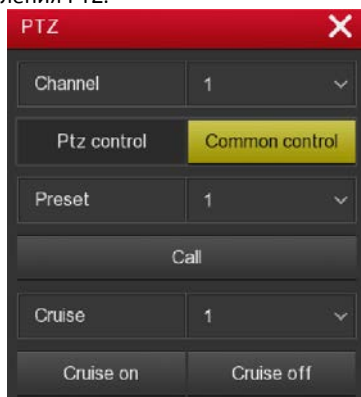 PTZ
Channel 1
Ptz control Common control
Preset 1
Call
Cruise 1
Cruise on Cruise off